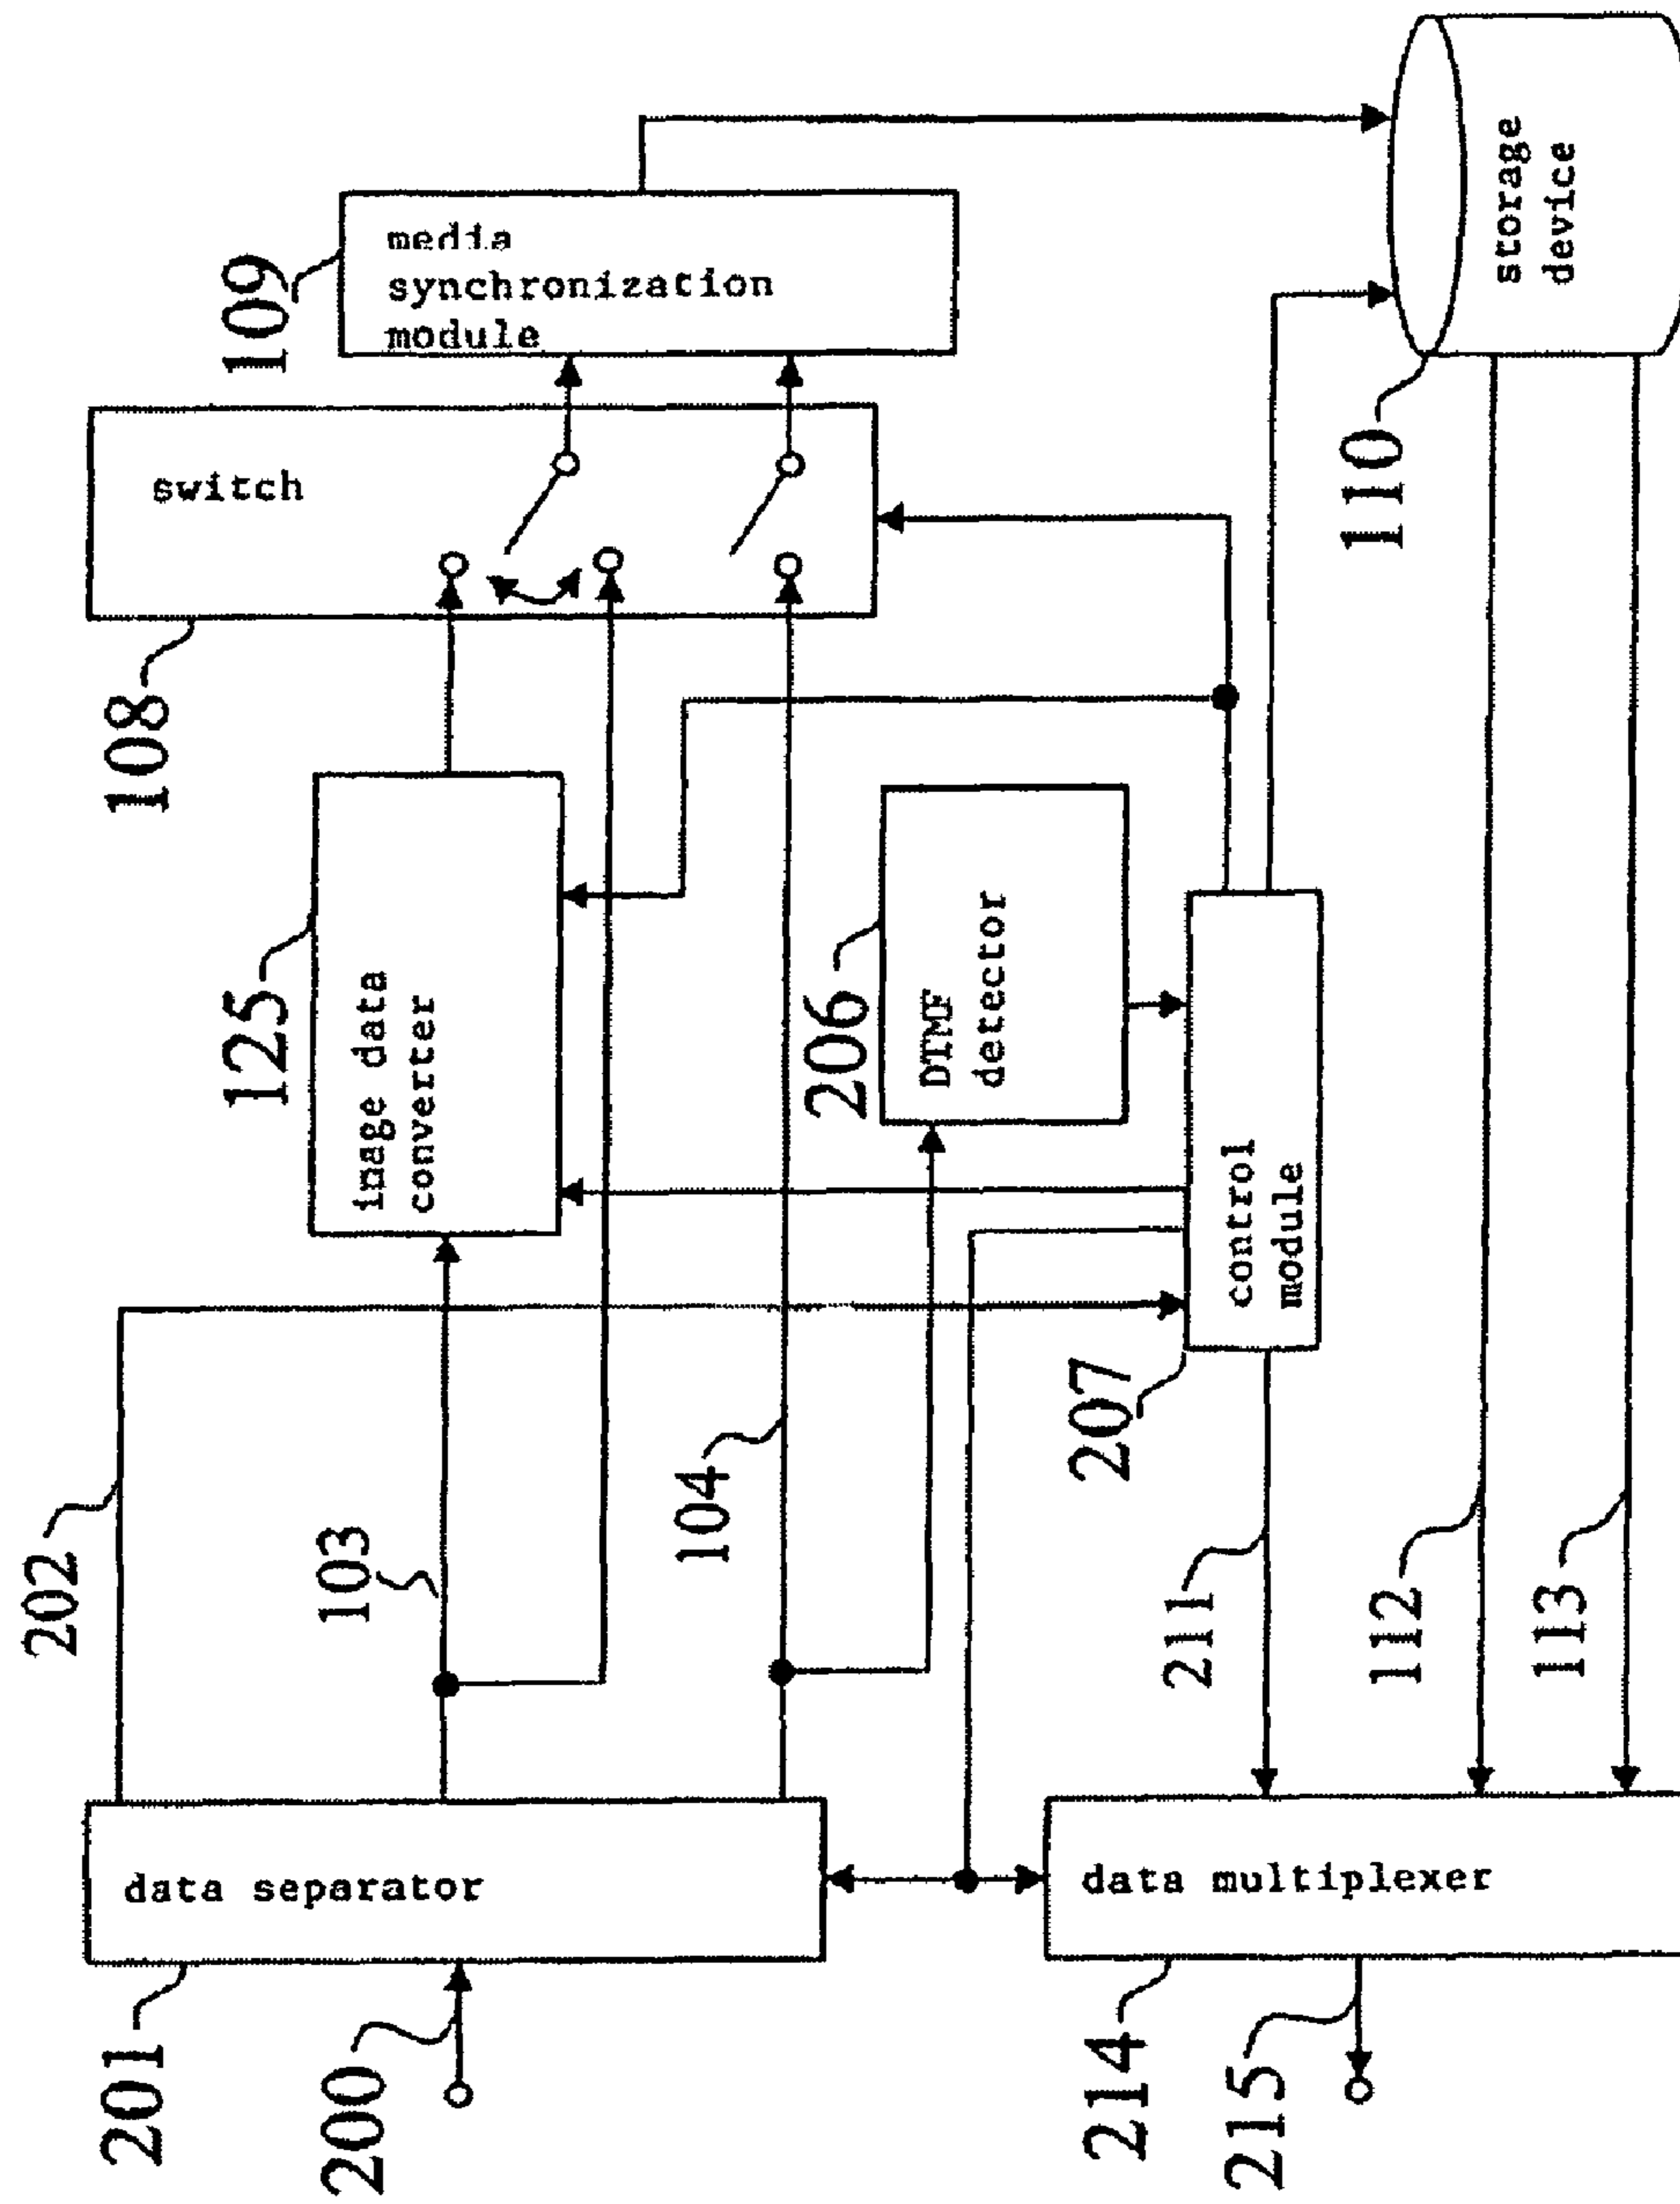 202
201
data separator
200
103
104
125
image data
converter
108
switch
109
media
synchronization
module
206
DTMF
detector
207
control
module
214
data multiplexer
215
211
112
113
110
storage
device